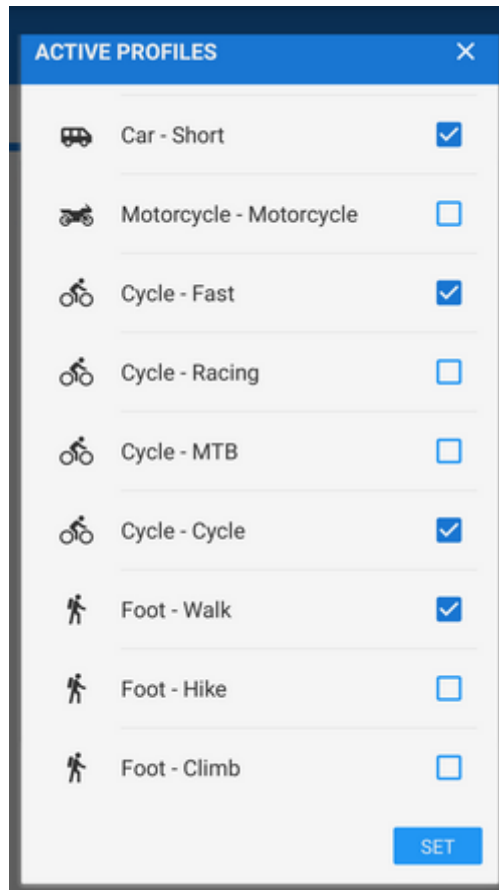 ACTIVE PROFILES
Car - Short
Motorcycle - Motorcycle
Cycle - Fast
Cycle - Racing
Cycle - MTB
Cycle - Cycle
Foot - Walk
Foot - Hike
Foot - Climb
SET